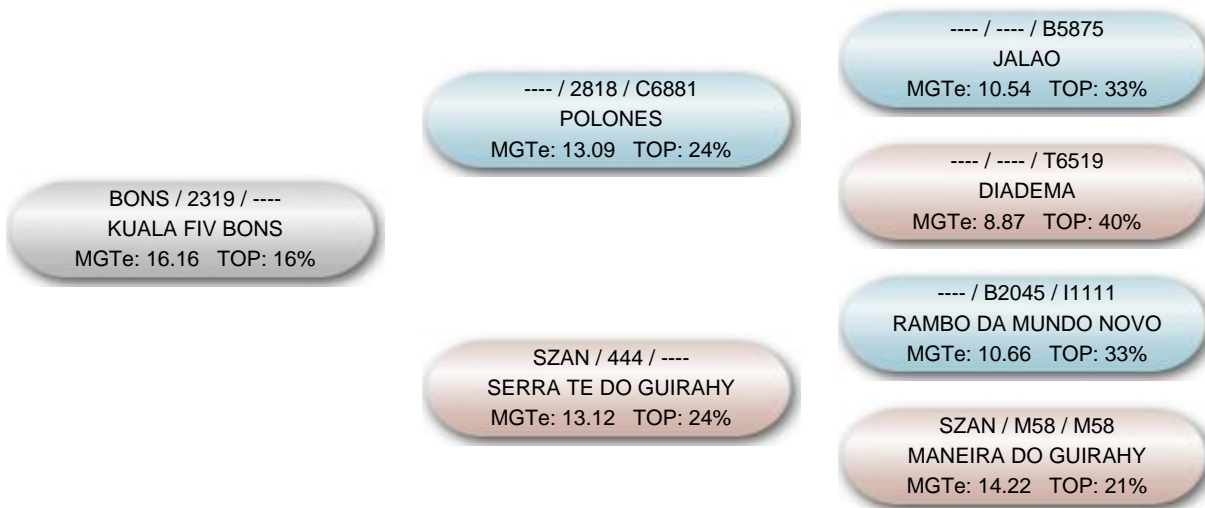 BONS / 2319 / ----
KUALA FIV BONS
MGTe: 16.16 TOP: 16%
---- / 2818 / C6881
POLONES
MGTe: 13.09 TOP: 24%
SZAN / 444 / ----
SERRA TE DO GUIRAHY
MGTe: 13.12 TOP: 24%
---- / ---- / B5875
JALAO
MGTe: 10.54 TOP: 33%
---- / ---- / T6519
DIADEMA
MGTe: 8.87 TOP: 40%
---- / B2045 / I1111
RAMBO DA MUNDO NOVO
MGTe: 10.66 TOP: 33%
SZAN / M58 / M58
MANEIRA DO GUIRAHY
MGTe: 14.22 TOP: 21%